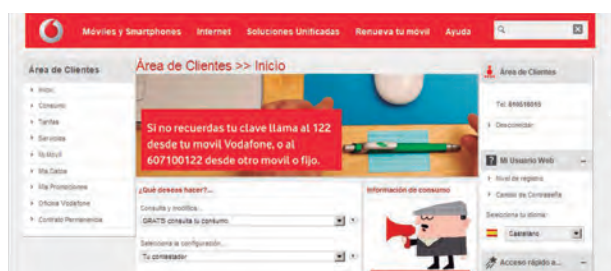 Móviles y Smartphones Internet Soluciones Unificadas Renueva tu móvil Ayuda
Área de Clientes
Inicio
Consumo
Tarifas
Servicios
Mi Móvil
Mis Datos
Mis Promociones
Oficina Vodafone
Contrato Permanencia
Área de Clientes >> Inicio
Si no recuerdas tu clave llama al 122
desde tu movil Vodafone, o al
607100122 desde otro movil o fijo.
¿Qué deseas hacer?...
Consulta y modifica...
GRATIS consulta tu consumo
Selecciona la configuración...
Tu contestador
Información de consumo
Área de Clientes
Tel:
Desconectar
Mi Usuario Web
Nivel de registro
Cambio de Contraseña
Selecciona tu idioma
Castellano
Acceso rápido a...